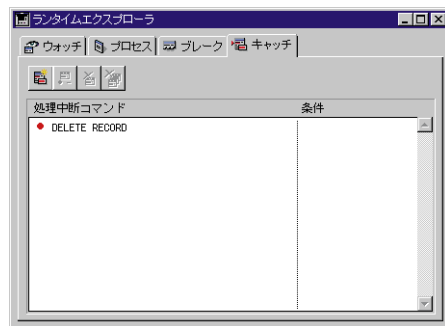 ランタイムエクスプローラ
ウォッチ プロセス ブレーク キャッチ
処理中断コマンド 条件
DELETE RECORD